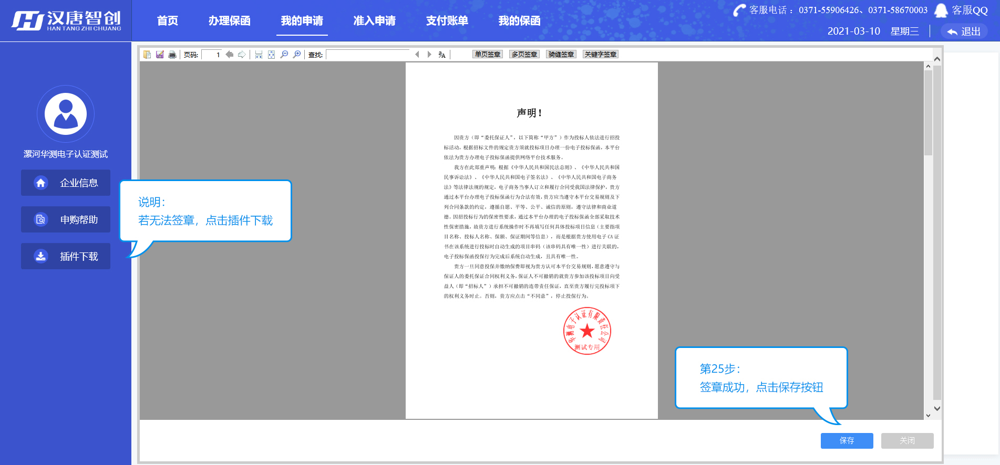 汉唐智创
HAN TANG ZHI CHUANG
首页
办理保函
我的申请
准入申请
支付账单
我的保函
客服电话：0371-55906426、0371-58670003
客服QQ
2021-03-10 星期三
退出
漯河华测电子认证测试
企业信息
申购帮助
插件下载
页码: 1
查找:
单页签章
多页签章
骑缝签章
关键字签章
说明：
若无法签章，点击插件下载
声明！
因贵方（即“委托保证人”，以下简称“甲方”）作为投标人依法进行招投
标活动，根据招标文件的规定贵方须就投标项目办理一份电子投标保函，本平台
依法为贵方办理电子投标保函提供网络平台技术服务。
我方在此郑重声明：根据《中华人民共和国民法总则》、《中华人民共和国
民事诉讼法》、《中华人民共和国电子签名法》、《中华人民共和国电子商务
法》等法律法规的规定，电子商务当事人订立和履行合同受我国法律保护，贵方
通过本平台办理电子投标保函行为合法有效，贵方应当遵守本平台交易规则及下
列合同条款的约定，遵循自愿、平等、公平、诚信的原则，遵守法律和商业道
德。因招投标行为的保密性要求，通过本平台办理的电子投标保函全部采取技术
性保密措施，故贵方进行系统操作时不再填写任何具体投标项目信息（主要指项
目名称、投标人名称、保额、保证期间等信息），而是根据贵方使用电子 CA 证
书在该系统进行投标时自动生成的项目串码（该串码具有唯一性）进行关联的，
电子投标保函投保行为完成后系统自动生成，且具有唯一性。
贵方一旦同意投保并缴纳保费即视为贵方认可本平台交易规则，愿意遵守与
保证人的委托保证合同权利义务，保证人不可撤销的就贵方参加该投标项目向受
益人（即“招标人”）承担不可撤销的连带责任保证，直至贵方履行完投标项下
的权利义务时止。否则，贵方应点击“不同意”，停止投保行为。
华测电子认证有限责任公司
测试专用
第25步：
签章成功，点击保存按钮
保存
关闭